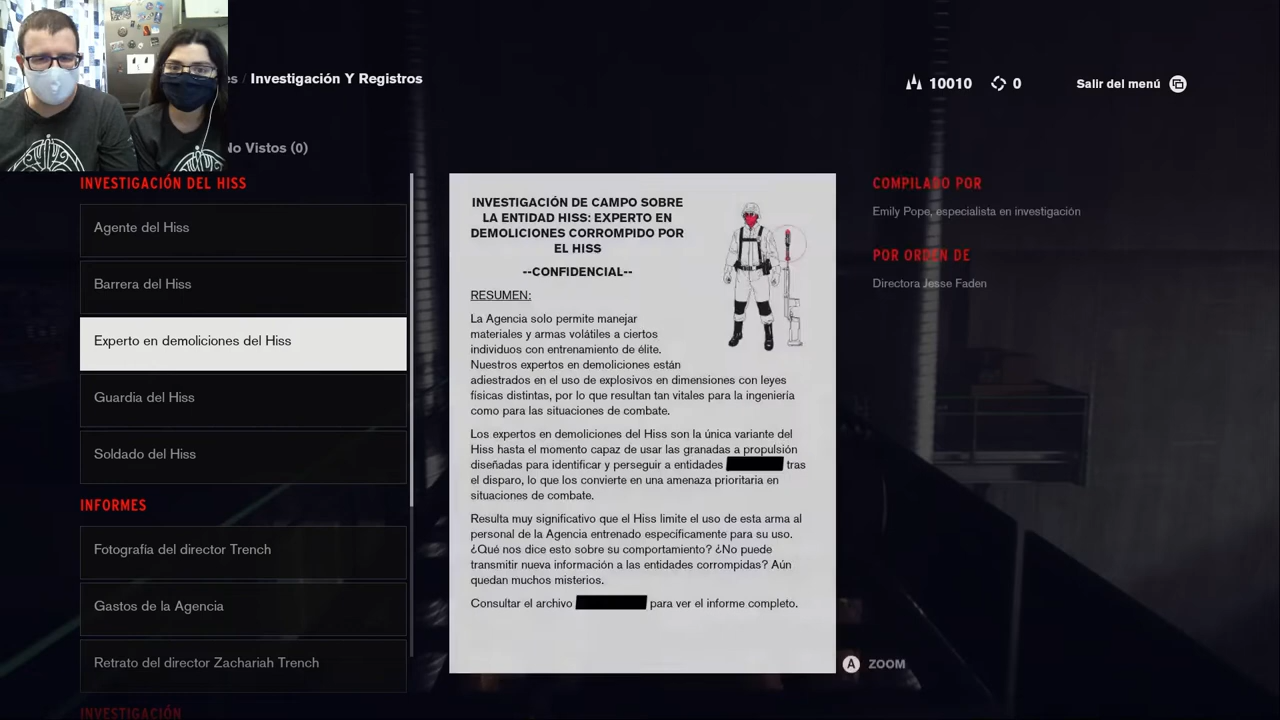 es / Investigación Y Registros
10010
0
Salir del menú
No Vistos (0)
INVESTIGACIÓN DEL HISS
Agente del Hiss
Barrera del Hiss
Experto en demoliciones del Hiss
Guardia del Hiss
Soldado del Hiss
INFORMES
Fotografía del director Trench
Gastos de la Agencia
Retrato del director Zachariah Trench
INVESTIGACIÓN
INVESTIGACIÓN DE CAMPO SOBRE
LA ENTIDAD HISS: EXPERTO EN
DEMOLICIONES CORROMPIDO POR
EL HISS
--CONFIDENCIAL--
RESUMEN:
La Agencia solo permite manejar
materiales y armas volátiles a ciertos
individuos con entrenamiento de élite.
Nuestros expertos en demoliciones están
adiestrados en el uso de explosivos en dimensiones con leyes
físicas distintas, por lo que resultan tan vitales para la ingeniería
como para las situaciones de combate.
Los expertos en demoliciones del Hiss son la única variante del
Hiss hasta el momento capaz de usar las granadas a propulsión
diseñadas para identificar y perseguir a entidades tras
el disparo, lo que los convierte en una amenaza prioritaria en
situaciones de combate.
Resulta muy significativo que el Hiss limite el uso de esta arma al
personal de la Agencia entrenado específicamente para su uso.
¿Qué nos dice esto sobre su comportamiento? ¿No puede
transmitir nueva información a las entidades corrompidas? Aún
quedan muchos misterios.
Consultar el archivo para ver el informe completo.
A ZOOM
COMPILADO POR
Emily Pope, especialista en investigación
POR ORDEN DE
Directora Jesse Faden